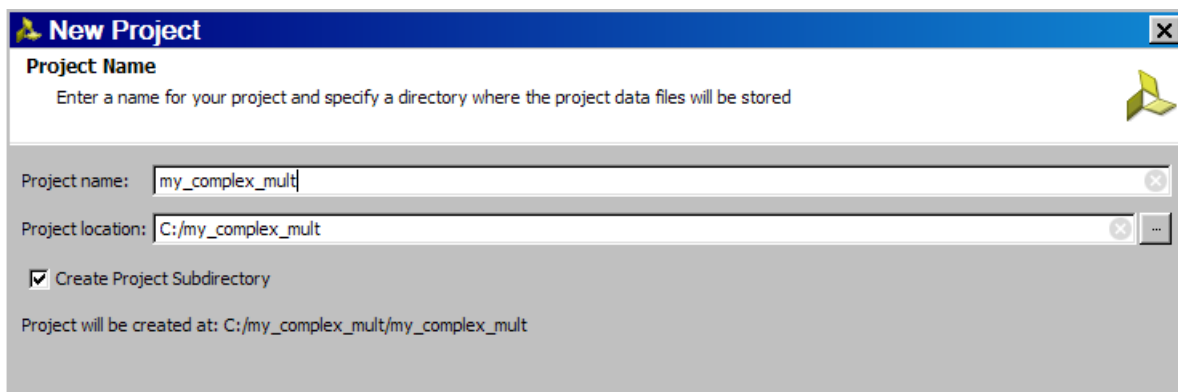 New Project
Project Name
Enter a name for your project and specify a directory where the project data files will be stored
Project name: my_complex_mult
Project location: C:/my_complex_mult ...
Create Project Subdirectory
Project will be created at: C:/my_complex_mult/my_complex_mult